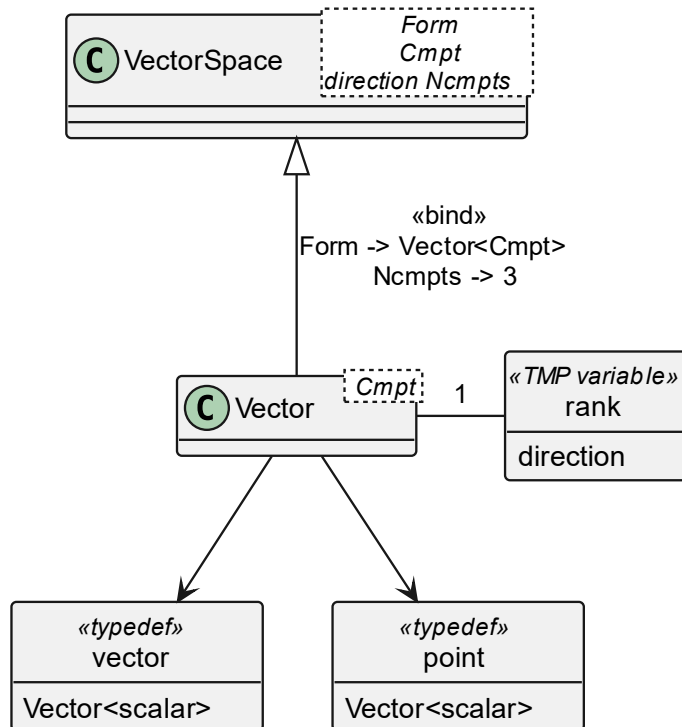 Form
C VectorSpace Cmpt
direction Ncmpts
«bind»
Form -> Vector<Cmpt>
Ncmpts -> 3
C Vector Cmpt
1
«TMP variable»
rank
direction
«typedef»
vector
Vector<scalar>
«typedef»
point
Vector<scalar>